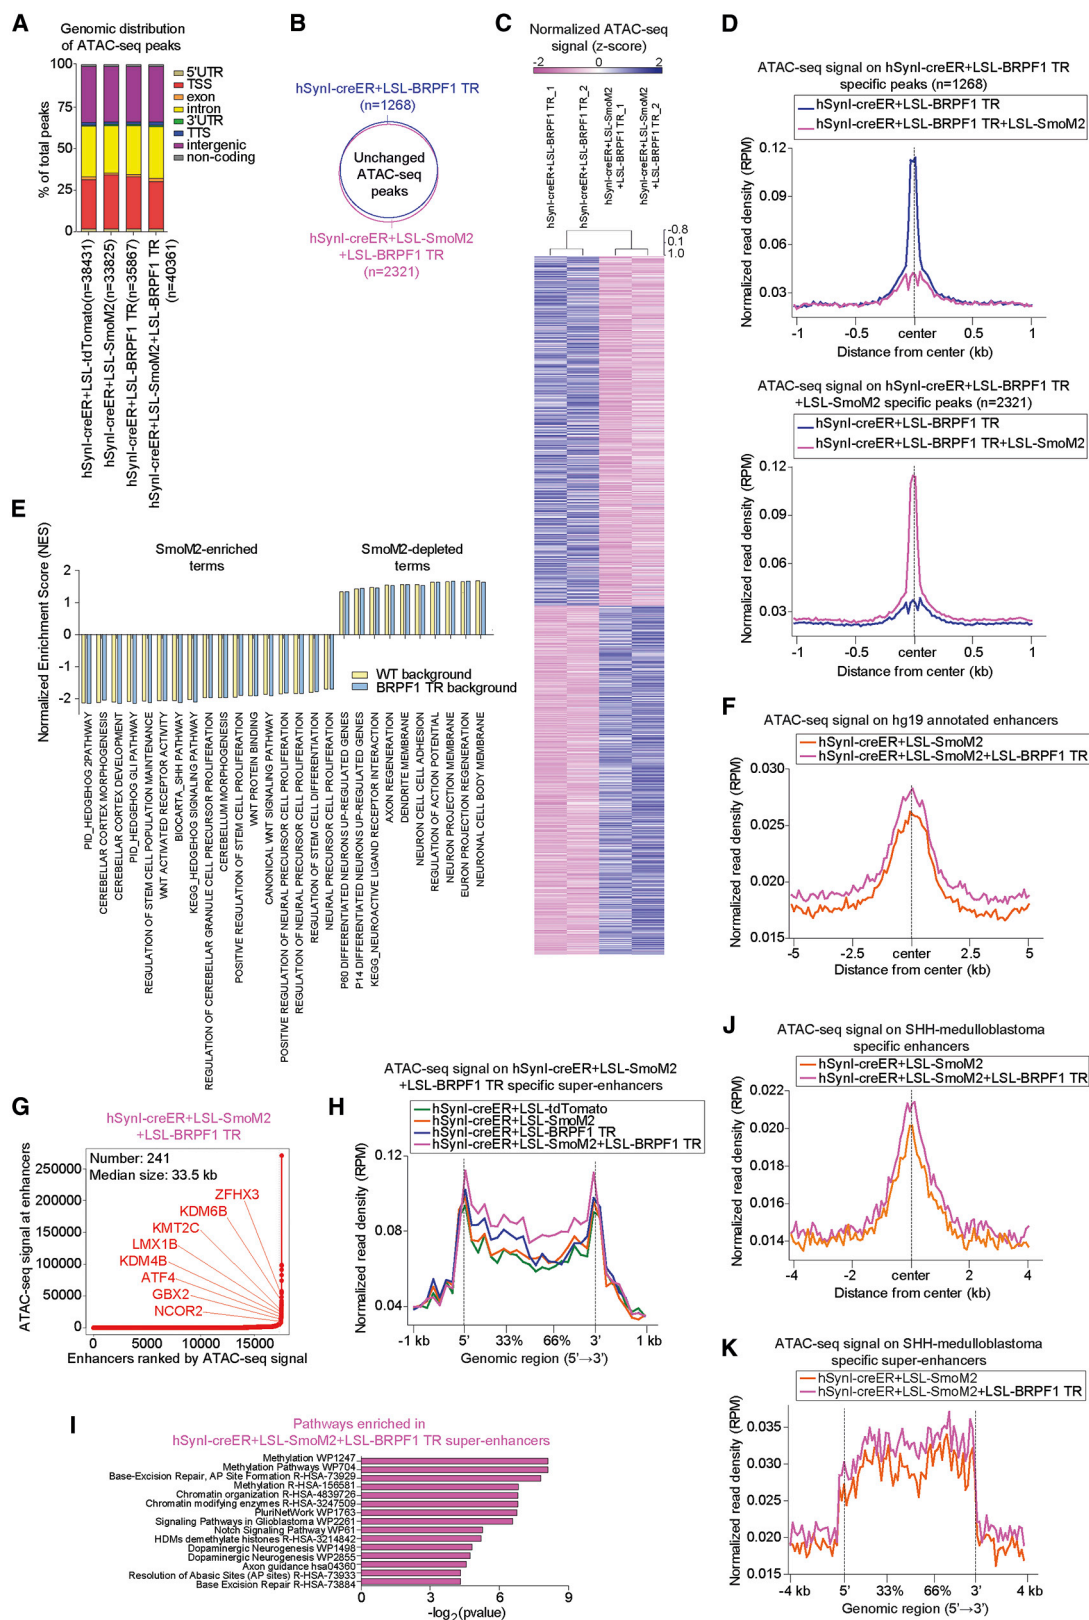 A
Genomic distribution
of ATAC-seq peaks
% of total peaks
100
75
50
25
0
5'UTR
TSS
exon
intron
3'UTR
TTS
intergenic
non-coding
hSynI-creER+LSL-tdTomato(n=38431)
hSynI-creER+LSL-SmoM2(n=33825)
hSynI-creER+LSL-BRPF1 TR(n=35867)
hSynI-creER+LSL-SmoM2+LSL-BRPF1 TR
(n=40361)
B
hSynI-creER+LSL-BRPF1 TR
(n=1268)
Unchanged
ATAC-seq
peaks
hSynI-creER+LSL-SmoM2
+LSL-BRPF1 TR
(n=2321)
C
Normalized ATAC-seq
signal (z-score)
-2 0 2
hSynI-creER+LSL-BRPF1 TR_1
hSynI-creER+LSL-BRPF1 TR_2
hSynI-creER+LSL-SmoM2
+LSL-BRPF1 TR_1
hSynI-creER+LSL-SmoM2
+LSL-BRPF1 TR_2
-0.8
0.1
1.0
D
ATAC-seq signal on hSynI-creER+LSL-BRPF1 TR
specific peaks (n=1268)
hSynI-creER+LSL-BRPF1 TR
hSynI-creER+LSL-BRPF1 TR+LSL-SmoM2
Normalized read density (RPM)
0.12
0.09
0.06
0.03
-1 -0.5 center 0.5 1
Distance from center (kb)
ATAC-seq signal on hSynI-creER+LSL-BRPF1 TR
+LSL-SmoM2 specific peaks (n=2321)
hSynI-creER+LSL-BRPF1 TR
hSynI-creER+LSL-BRPF1 TR+LSL-SmoM2
Normalized read density (RPM)
0.12
0.09
0.06
0.03
-1 -0.5 center 0.5 1
Distance from center (kb)
E
Normalized Enrichment Score (NES)
SmoM2-enriched
terms
SmoM2-depleted
terms
2
1
0
-1
-2
WT background
BRPF1 TR background
PID_HEDGEHOG 2PATHWAY
CEREBELLAR CORTEX MORPHOGENESIS
CEREBELLAR CORTEX DEVELOPMENT
PID_HEDGEHOG GLI PATHWAY
REGULATION OF STEM CELL POPULATION MAINTENANCE
WNT ACTIVATED RECEPTOR ACTIVITY
BIOCARTA_SHH PATHWAY
KEGG_HEDGEHOG SIGNALING PATHWAY
REGULATION OF CEREBELLAR GRANULE CELL PRECURSOR PROLIFERATION
CEREBELLUM MORPHOGENESIS
POSITIVE REGULATION OF STEM CELL PROLIFERATION
WNT PROTEIN BINDING
CANONICAL WNT SIGNALING PATHWAY
POSITIVE REGULATION OF NEURAL PRECURSOR CELL PROLIFERATION
REGULATION OF NEURAL PRECURSOR CELL PROLIFERATION
REGULATION OF STEM CELL DIFFERENTIATION
NEURAL PRECURSOR CELL PROLIFERATION
P60 DIFFERENTIATED NEURONS UP-REGULATED GENES
P14 DIFFERENTIATED NEURONS UP-REGULATED GENES
KEGG_NEUROACTIVE LIGAND RECEPTOR INTERACTION
AXON REGENERATION
DENDRITE MEMBRANE
NEURON CELL CELL ADHESION
REGULATION OF ACTION POTENTIAL
NEURON PROJECTION MEMBRANE
EURON PROJECTION REGENERATION
NEURONAL CELL BODY MEMBRANE
F
ATAC-seq signal on hg19 annotated enhancers
hSynI-creER+LSL-SmoM2
hSynI-creER+LSL-SmoM2+LSL-BRPF1 TR
Normalized read density (RPM)
0.030
0.025
0.020
0.015
-5 -2.5 center 2.5 5
Distance from center (kb)
G
hSynI-creER+LSL-SmoM2
+LSL-BRPF1 TR
ATAC-seq signal at enhancers
Number: 241
Median size: 33.5 kb
250000
200000
150000
100000
50000
0
ZFHX3
KDM6B
KMT2C
LMX1B
KDM4B
ATF4
GBX2
NCOR2
0 5000 10000 15000
Enhancers ranked by ATAC-seq signal
H
ATAC-seq signal on hSynI-creER+LSL-SmoM2
+LSL-BRPF1 TR specific super-enhancers
hSynI-creER+LSL-tdTomato
hSynI-creER+LSL-SmoM2
hSynI-creER+LSL-BRPF1 TR
hSynI-creER+LSL-SmoM2+LSL-BRPF1 TR
Normalized read density (RPM)
0.12
0.08
0.04
-1 kb 5' 33% 66% 3' 1 kb
Genomic region (5'→3')
I
Pathways enriched in
hSynI-creER+LSL-SmoM2+LSL-BRPF1 TR super-enhancers
Methylation WP1247
Methylation Pathways WP704
Base-Excision Repair, AP Site Formation R-HSA-73929
Methylation R-HSA-156581
Chromatin organization R-HSA-4839726
Chromatin modifying enzymes R-HSA-3247509
PluriNetWork WP1763
Signaling Pathways in Glioblastoma WP2261
Notch Signaling Pathway WP61
HDMs demethylate histones R-HSA-3214842
Dopaminergic Neurogenesis WP1498
Dopaminergic Neurogenesis WP2855
Axon guidance hsa04360
Resolution of Abasic Sites (AP sites) R-HSA-73933
Base Excision Repair R-HSA-73884
0 3 6 9
-log2(pvalue)
J
ATAC-seq signal on SHH-medulloblastoma
specific enhancers
hSynI-creER+LSL-SmoM2
hSynI-creER+LSL-SmoM2+LSL-BRPF1 TR
Normalized read density (RPM)
0.022
0.020
0.018
0.016
0.014
-4 -2 center 2 4
Distance from center (kb)
K
ATAC-seq signal on SHH-medulloblastoma
specific super-enhancers
hSynI-creER+LSL-SmoM2
hSynI-creER+LSL-SmoM2+LSL-BRPF1 TR
Normalized read density (RPM)
0.035
0.030
0.025
0.020
0.015
-4 kb 5' 33% 66% 3' 4 kb
Genomic region (5'→3')